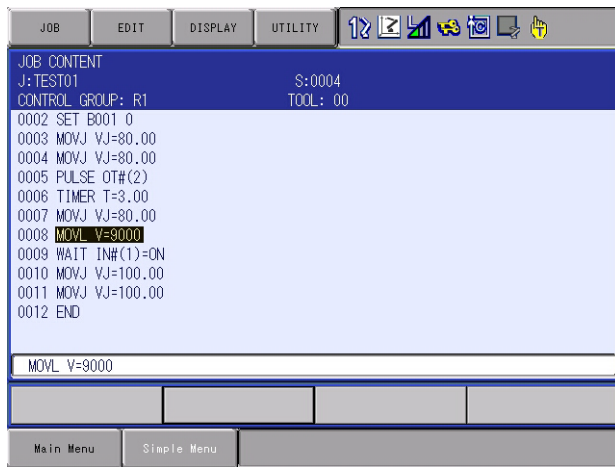 JOB EDIT DISPLAY UTILITY
JOB CONTENT
J:TEST01 S:0004
CONTROL GROUP: R1 TOOL: 00
0002 SET B001 0
0003 MOVJ VJ=80.00
0004 MOVJ VJ=80.00
0005 PULSE OT#(2)
0006 TIMER T=3.00
0007 MOVJ VJ=80.00
0008 MOVL V=9000
0009 WAIT IN#(1)=ON
0010 MOVJ VJ=100.00
0011 MOVJ VJ=100.00
0012 END
MOVL V=9000
Main Menu Simple Menu